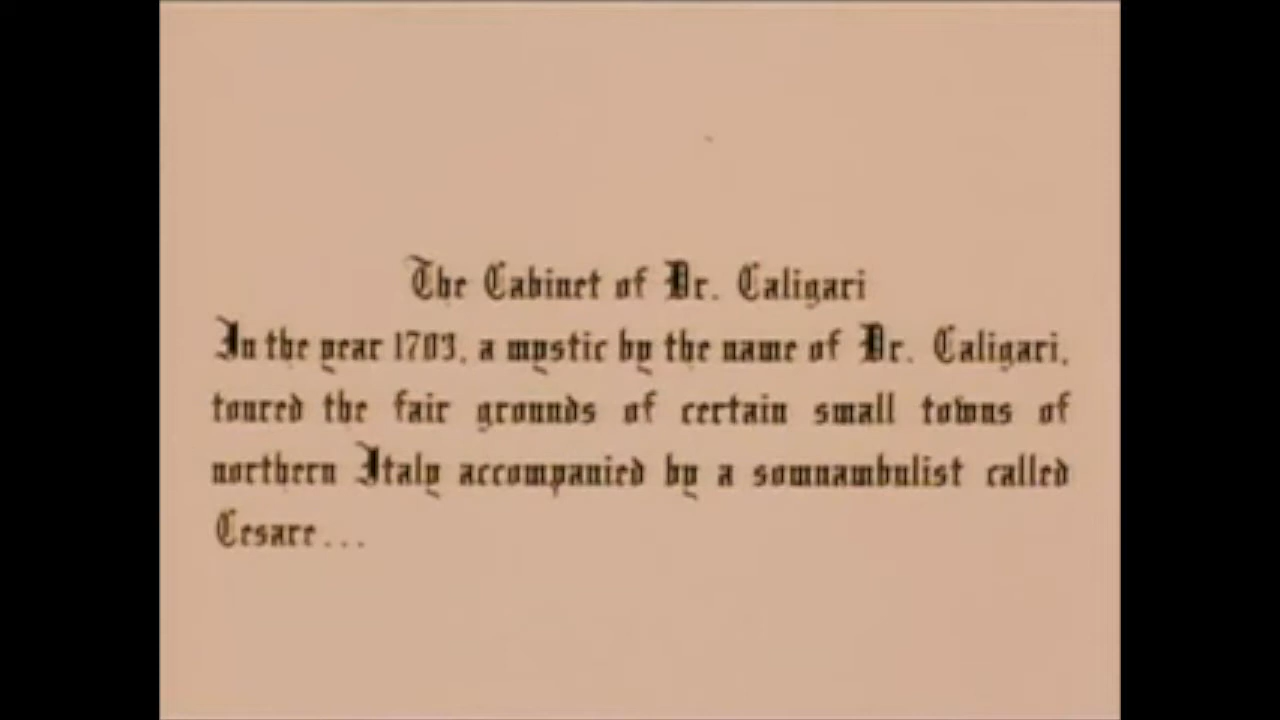 The Cabinet of Dr. Caligari
In the year 1703, a mystic by the name of Dr. Caligari,
toured the fair grounds of certain small towns of
northern Italy accompanied by a somnambulist called
Cesare...